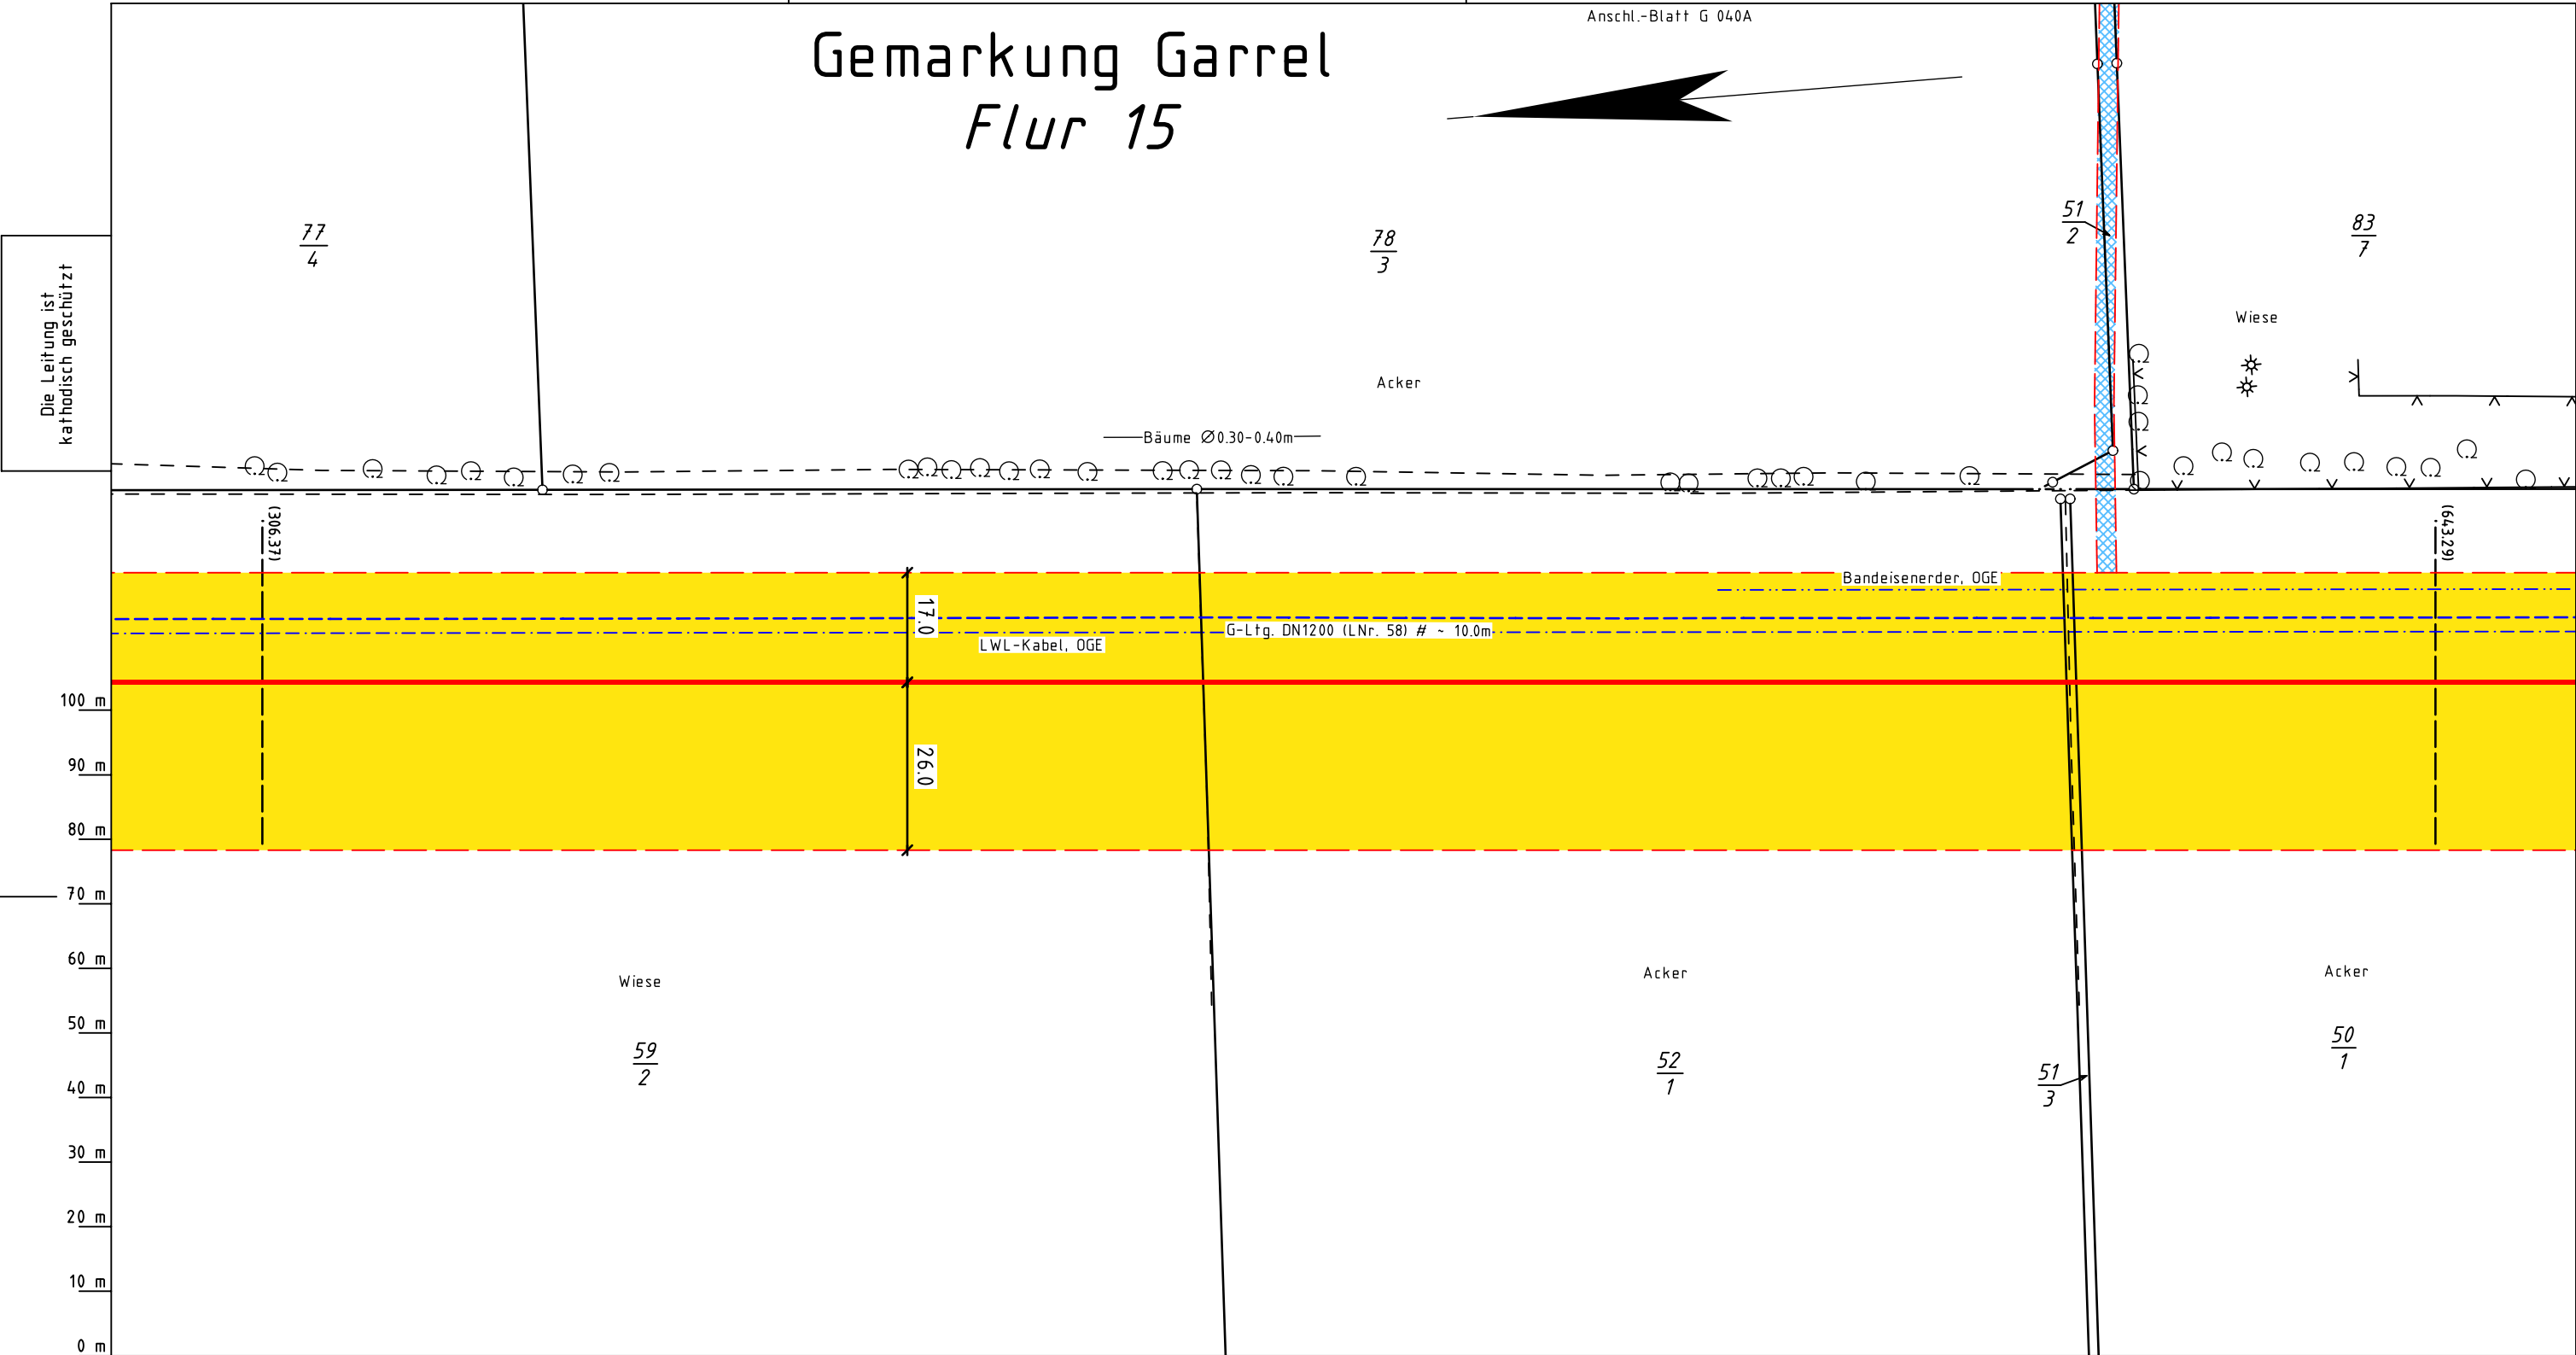 Anschl.-Blatt G 040A
Gemarkung Garrel
Flur 15
77
4
78
3
51
2
83
7
Die Leitung ist
kathodisch geschützt
Wiese
Acker
Bäume Ø0.30-0.40m
(306.37)
(643.29)
Bandeisenerder, OGE
17.0
G-Ltg. DN1200 (LNr. 58) # ~ 10.0m
LWL-Kabel, OGE
26.0
100 m
90 m
80 m
70 m
60 m
50 m
40 m
30 m
20 m
10 m
0 m
Wiese
Acker
Acker
59
2
52
1
51
3
50
1